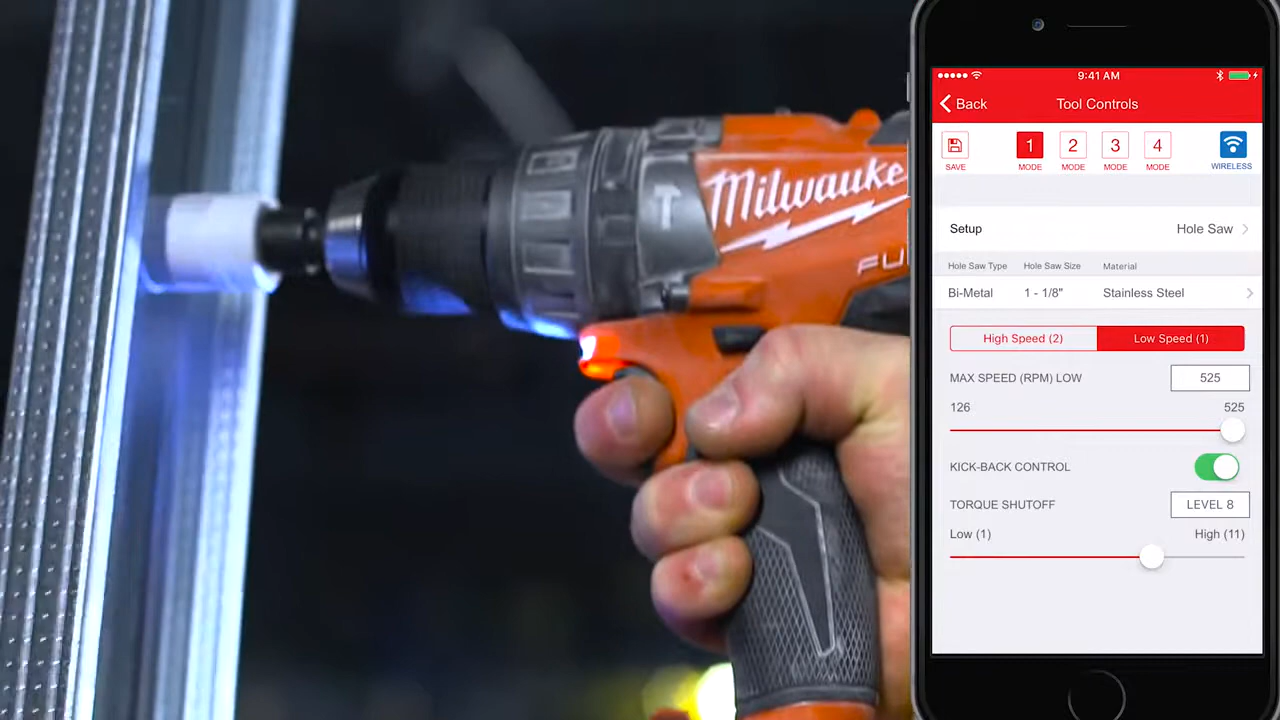 Milwaukee
FU
9:41 AM
Back
Tool Controls
SAVE
1
MODE
2
MODE
3
MODE
4
MODE
WIRELESS
Setup
Hole Saw
Hole Saw Type
Hole Saw Size
Material
Bi-Metal
1 - 1/8"
Stainless Steel
High Speed (2)
Low Speed (1)
MAX SPEED (RPM) LOW
525
126
525
KICK-BACK CONTROL
TORQUE SHUTOFF
LEVEL 8
Low (1)
High (11)